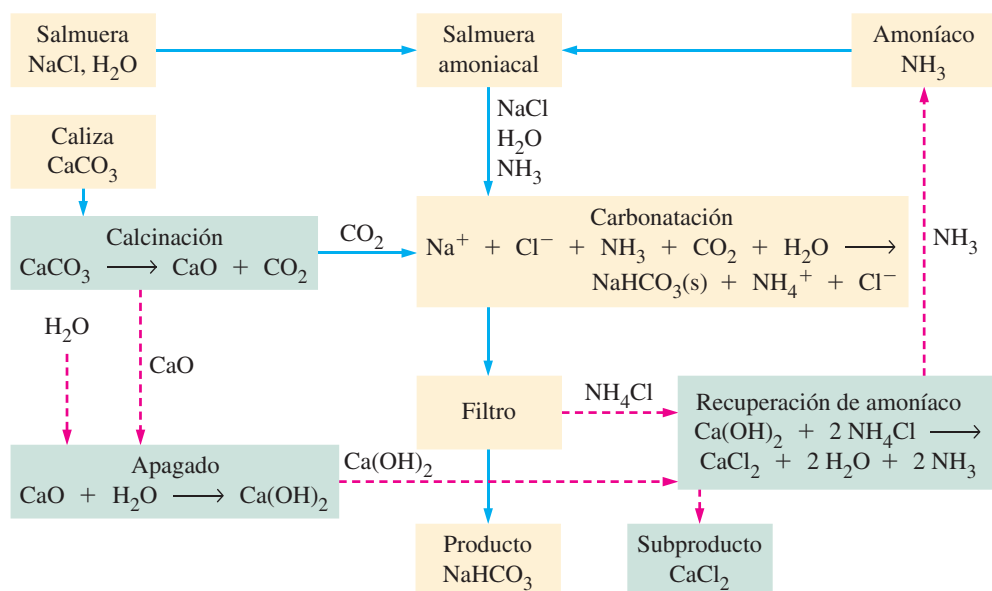 Salmuera
NaCl, H₂O
Salmuera
amoniacal
Amoníaco
NH₃
NaCl
H₂O
NH₃
Caliza
CaCO₃
Calcinación
CaCO₃ ⟶ CaO + CO₂
CO₂
Carbonatación
Na⁺ + Cl⁻ + NH₃ + CO₂ + H₂O ⟶
NaHCO₃(s) + NH₄⁺ + Cl⁻
NH₃
H₂O
CaO
Filtro
NH₄Cl
Recuperación de amoníaco
Ca(OH)₂ + 2 NH₄Cl ⟶
CaCl₂ + 2 H₂O + 2 NH₃
Apagado
CaO + H₂O ⟶ Ca(OH)₂
Ca(OH)₂
Producto
NaHCO₃
Subproducto
CaCl₂